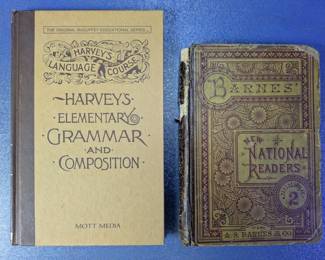 THE ORIGINAL McGUFFEY EDUCATIONAL SERIES
HARVEY'S
LANGUAGE COURSE
HARVEY'S
ELEMENTARY
GRAMMAR
AND
COMPOSITION
MOTT MEDIA
BARNES'
NEW
NATIONAL
READERS
2
A.S. BARNES & CO.